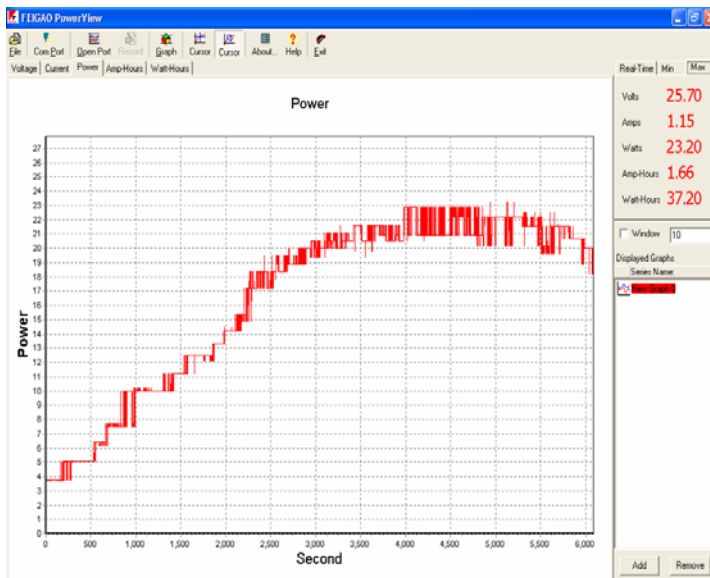 FEIGAO PowerView
File Com Port Open Port Record Graph Cursor Cursor About... Help Exit
Voltage Current Power Amp-Hours Watt-Hours
Real-Time Min Max
Power
Volts 25.70
Amps 1.15
Watts 23.20
Amp-Hours 1.66
Watt-Hours 37.20
Window 10
Displayed Graphs
Series Name:
New Graph 0
Power
27
26
25
24
23
22
21
20
19
18
17
16
15
14
13
12
11
10
9
8
7
6
5
4
3
2
1
0
0 500 1,000 1,500 2,000 2,500 3,000 3,500 4,000 4,500 5,000 5,500 6,000
Second
Add Remove